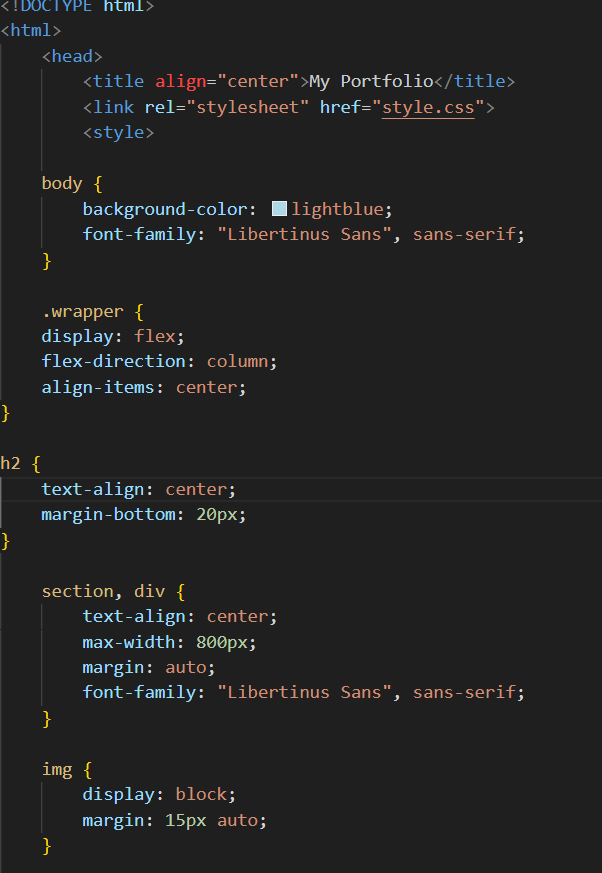 <!DOCTYPE html>
<html>
    <head>
        <title align="center">My Portfolio</title>
        <link rel="stylesheet" href="style.css">
        <style>

    body {
        background-color: lightblue;
        font-family: "Libertinus Sans", sans-serif;
    }

    .wrapper {
    display: flex;
    flex-direction: column;
    align-items: center;
}

h2 {
    text-align: center;
    margin-bottom: 20px;
}

    section, div {
        text-align: center;
        max-width: 800px;
        margin: auto;
        font-family: "Libertinus Sans", sans-serif;
    }

    img {
        display: block;
        margin: 15px auto;
    }